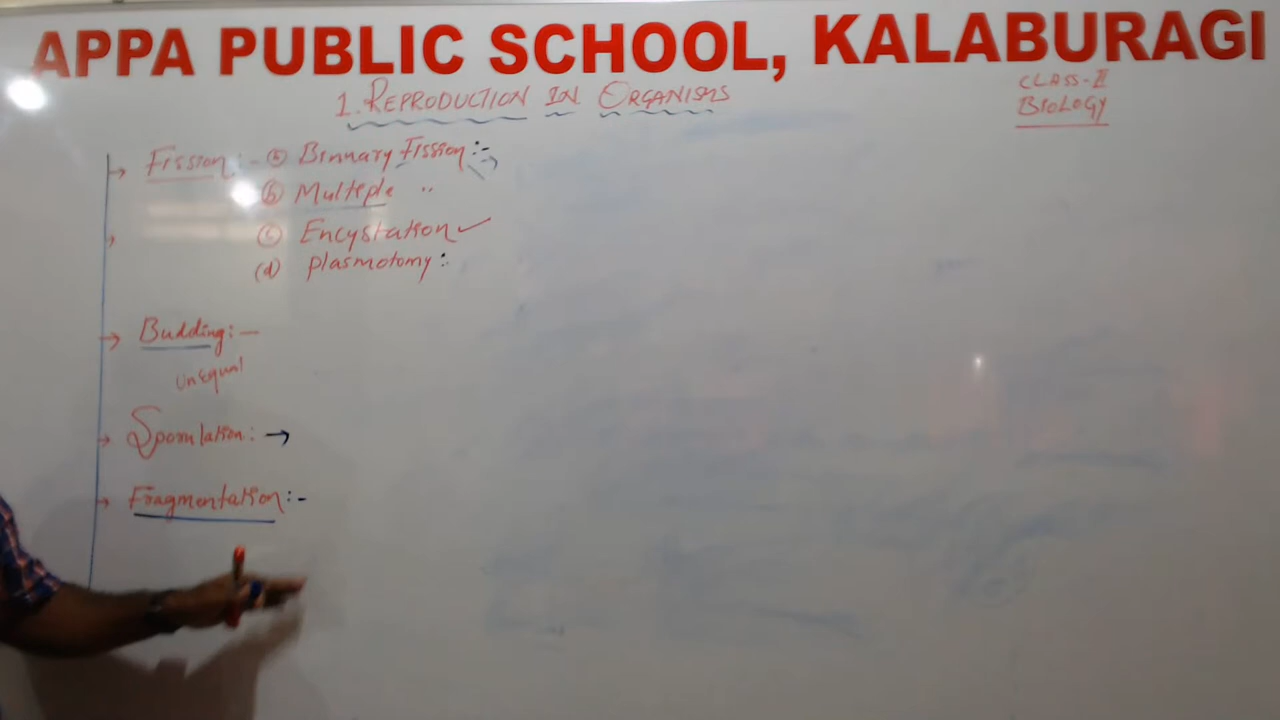 APPA PUBLIC SCHOOL, KALABURAGI
1. REPRODUCTION IN ORGANISMS
CLASS-II
BIOLOGY
→ Fission :- (a) Binnary Fission :-
(b) Multiple "
(c) Encystation ✓
(d) Plasmotomy :
→ Budding :—
UnEqual
→ Sporulation : →
→ Fragmentation :-